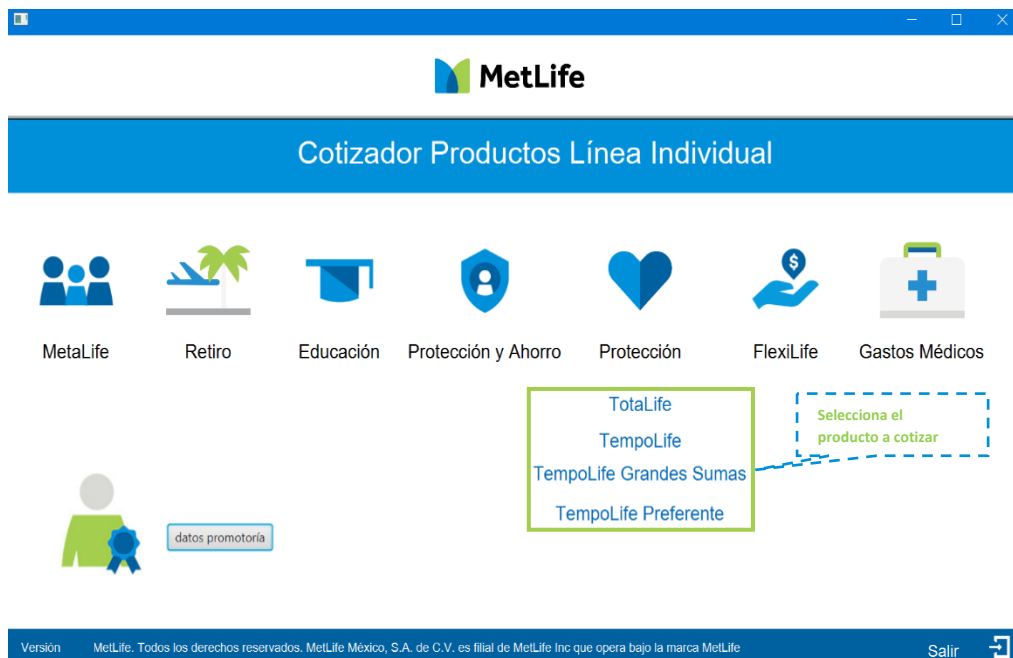 MetLife
Cotizador Productos Línea Individual
MetaLife
Retiro
Educación
Protección y Ahorro
Protección
FlexiLife
Gastos Médicos
TotaLife
TempoLife
TempoLife Grandes Sumas
TempoLife Preferente
Selecciona el
producto a cotizar
datos promotoría
Versión MetLife. Todos los derechos reservados. MetLife México, S.A. de C.V. es filial de MetLife Inc que opera bajo la marca MetLife Salir